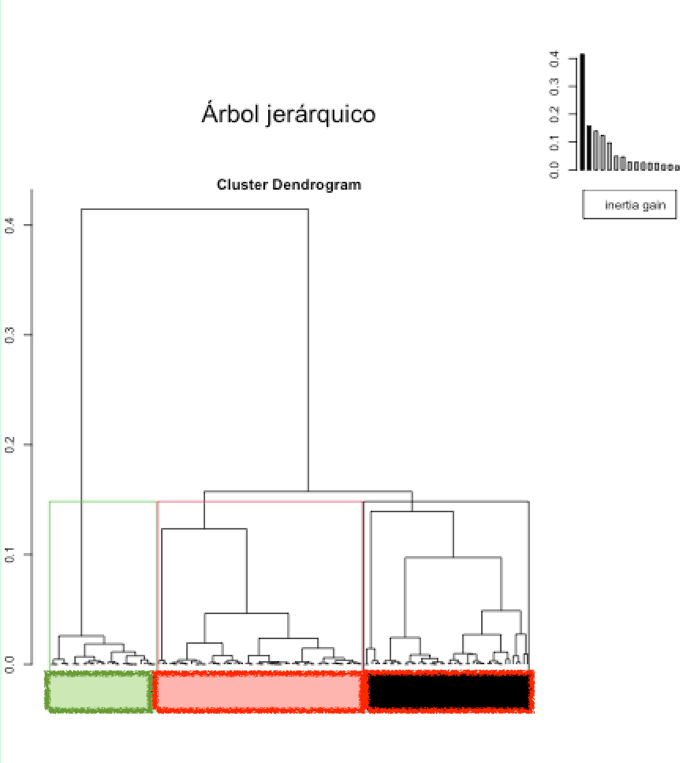 0.0 0.1 0.2 0.3 0.4
inertia gain
Árbol jerárquico
Cluster Dendrogram
0.0 0.1 0.2 0.3 0.4